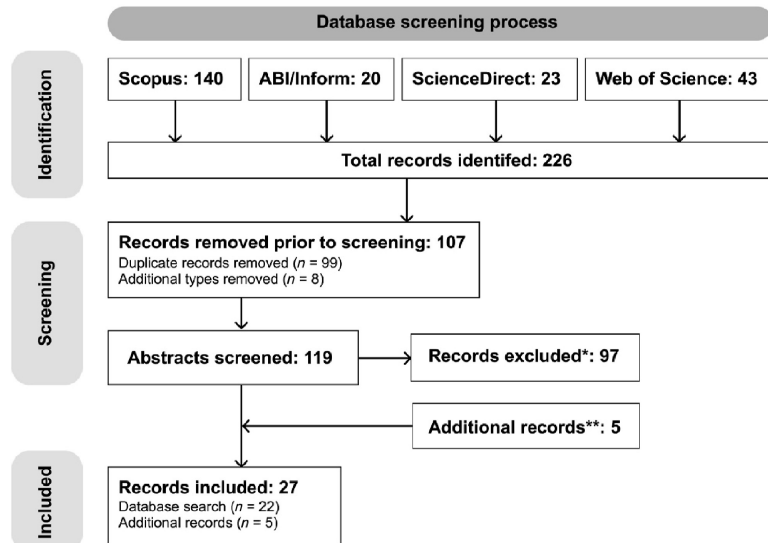 Database screening process
Identification
Scopus: 140
ABI/Inform: 20
ScienceDirect: 23
Web of Science: 43
Total records identifed: 226
Screening
Records removed prior to screening: 107
Duplicate records removed (n = 99)
Additional types removed (n = 8)
Abstracts screened: 119
Records excluded*: 97
Additional records**: 5
Included
Records included: 27
Database search (n = 22)
Additional records (n = 5)